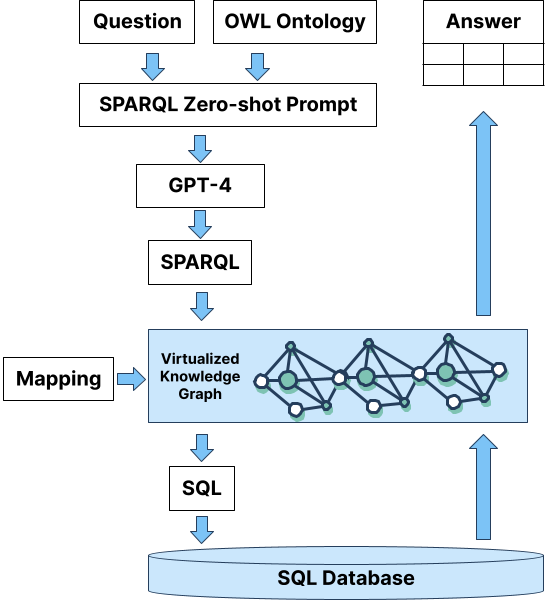 Question
OWL Ontology
Answer
SPARQL Zero-shot Prompt
GPT-4
SPARQL
Mapping
Virtualized
Knowledge
Graph
SQL
SQL Database